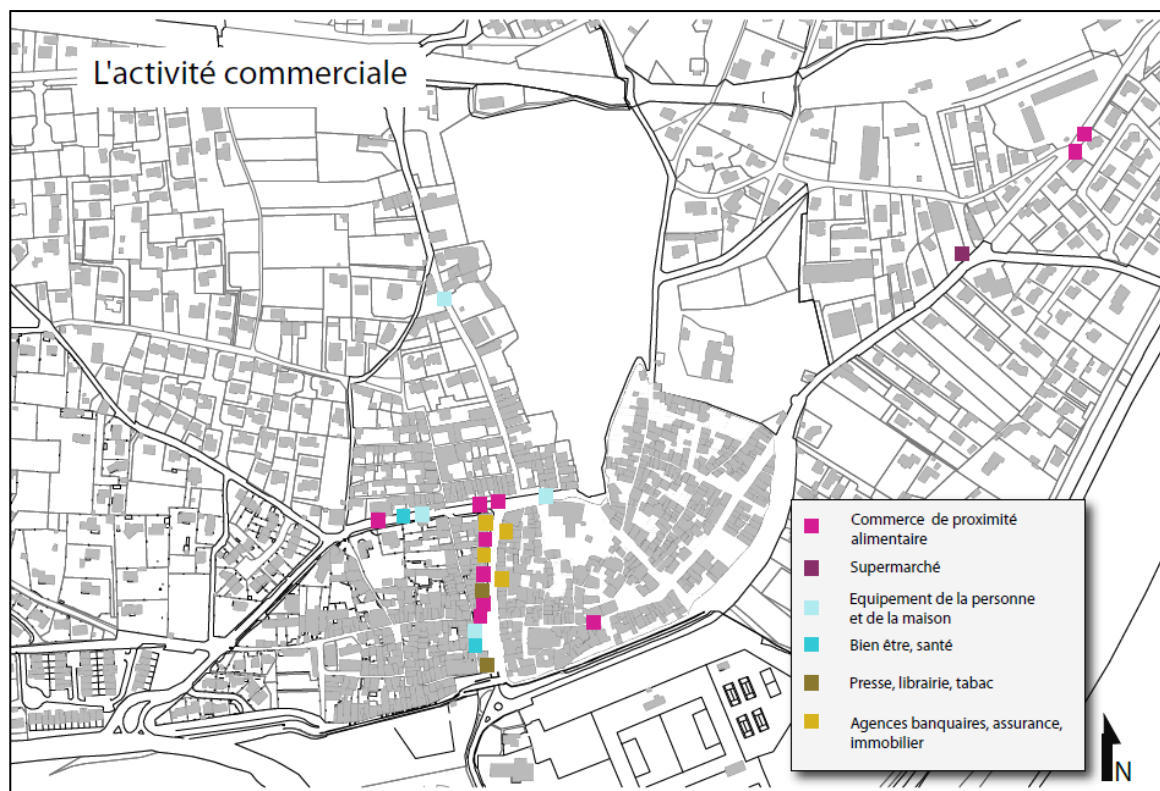 L'activité commerciale
Commerce de proximité
alimentaire
Supermarché
Equipement de la personne
et de la maison
Bien être, santé
Presse, librairie, tabac
Agences banquaires, assurance,
immobilier
N